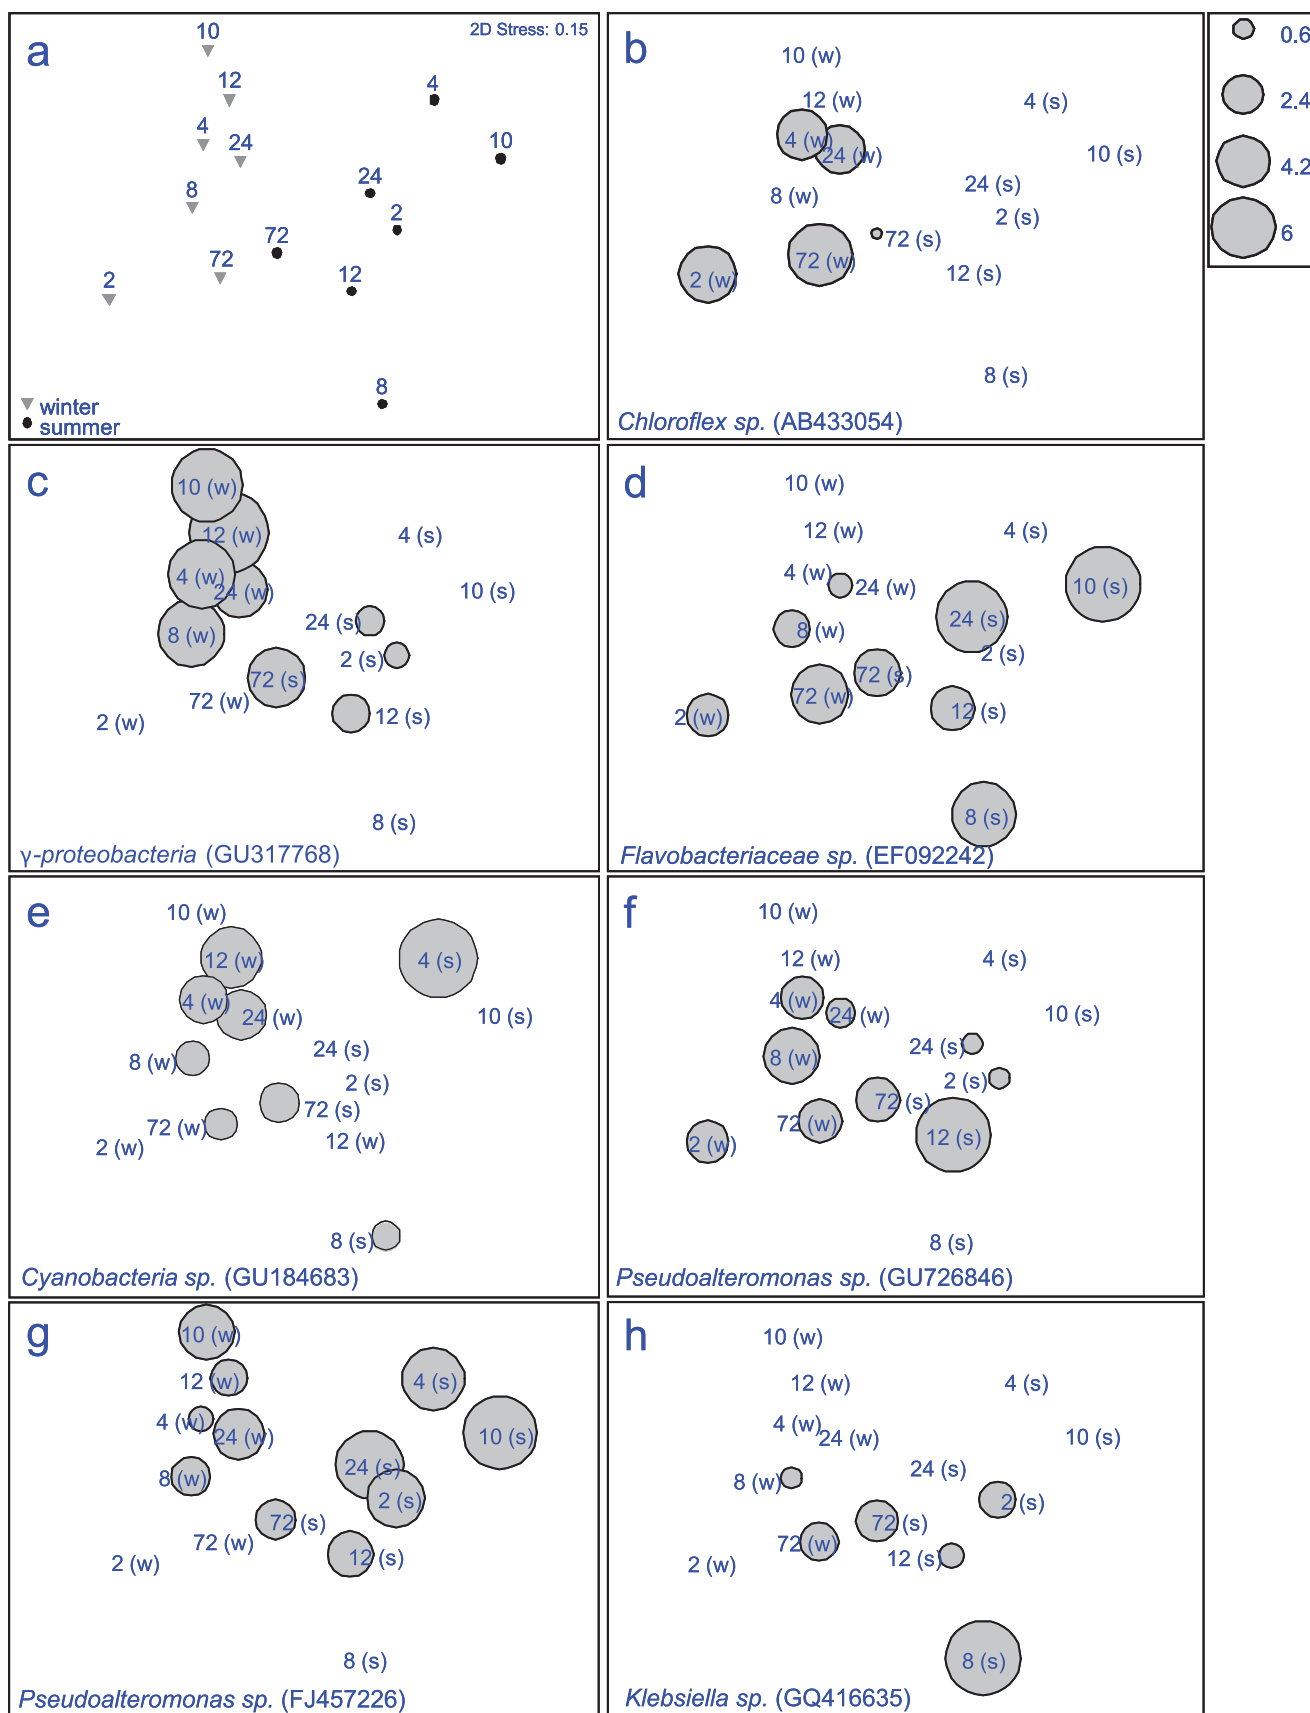 a
2D Stress: 0.15
10
12
4
4
24
10
8
24
2
72
72
12
2
8
winter
summer
b
10 (w)
12 (w)
4 (s)
4 (w)
24 (w)
10 (s)
8 (w)
24 (s)
2 (s)
72 (s)
72 (w)
2 (w)
12 (s)
8 (s)
Chloroflex sp. (AB433054)
0.6
2.4
4.2
6
c
10 (w)
12 (w)
4 (s)
4 (w)
24 (w)
10 (s)
8 (w)
24 (s)
2 (s)
72 (s)
72 (w)
2 (w)
12 (s)
8 (s)
γ-proteobacteria (GU317768)
d
10 (w)
12 (w)
4 (s)
4 (w)
24 (w)
10 (s)
8 (w)
24 (s)
2 (s)
72 (s)
72 (w)
2 (w)
12 (s)
8 (s)
Flavobacteriaceae sp. (EF092242)
e
10 (w)
12 (w)
4 (s)
4 (w)
24 (w)
10 (s)
8 (w)
24 (s)
2 (s)
72 (s)
72 (w)
2 (w)
12 (w)
8 (s)
Cyanobacteria sp. (GU184683)
f
10 (w)
12 (w)
4 (s)
4 (w)
24 (w)
10 (s)
8 (w)
24 (s)
2 (s)
72 (s)
72 (w)
2 (w)
12 (s)
8 (s)
Pseudoalteromonas sp. (GU726846)
g
10 (w)
12 (w)
4 (s)
4 (w)
24 (w)
10 (s)
8 (w)
24 (s)
2 (s)
72 (s)
72 (w)
2 (w)
12 (s)
8 (s)
Pseudoalteromonas sp. (FJ457226)
h
10 (w)
12 (w)
4 (s)
4 (w)
24 (w)
10 (s)
8 (w)
24 (s)
2 (s)
72 (s)
72 (w)
2 (w)
12 (s)
8 (s)
Klebsiella sp. (GQ416635)